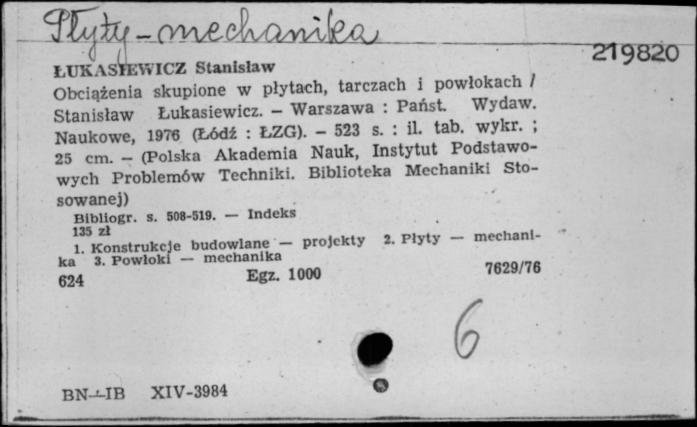 Płyty - mechanika
219820
ŁUKASIEWICZ Stanisław
Obciążenia skupione w płytach, tarczach i powłokach /
Stanisław Łukasiewicz. — Warszawa : Państ. Wydaw.
Naukowe, 1976 (Łódź : ŁZG). — 523 s. : il. tab. wykr. ;
25 cm. — (Polska Akademia Nauk, Instytut Podstawo-
wych Problemów Techniki. Biblioteka Mechaniki Sto-
sowanej)
Bibliogr. s. 508-519. — Indeks
135 zł
1. Konstrukcje budowlane — projekty 2. Płyty — mechani-
ka 3. Powłoki — mechanika
624 Egz. 1000 7629/76
6
BN—IB XIV-3984